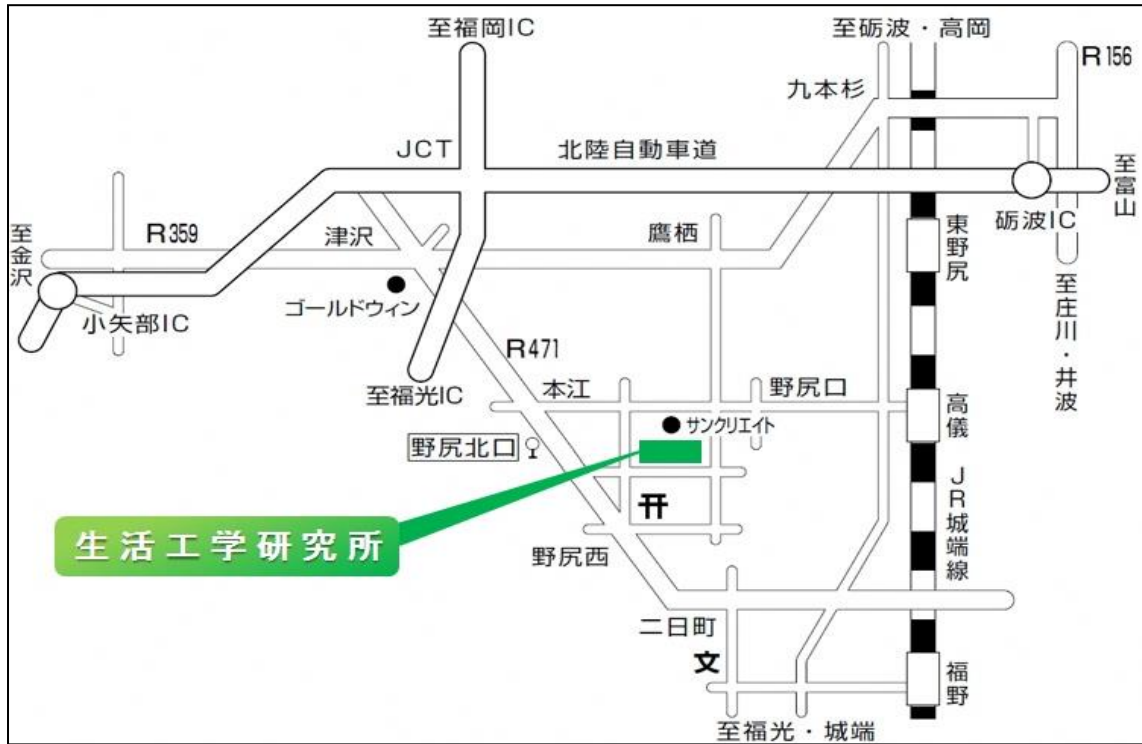 至福岡IC
至砺波・高岡
R156
九本杉
JCT
北陸自動車道
至富山
至金沢
R359
津沢
鷹栖
東野尻
砺波IC
小矢部IC
ゴールドウィン
至庄川・井波
R471
至福光IC
本江
野尻口
高儀
サンクリエイト
野尻北口
JR城端線
生活工学研究所
野尻西
二日町
文
福野
至福光・城端